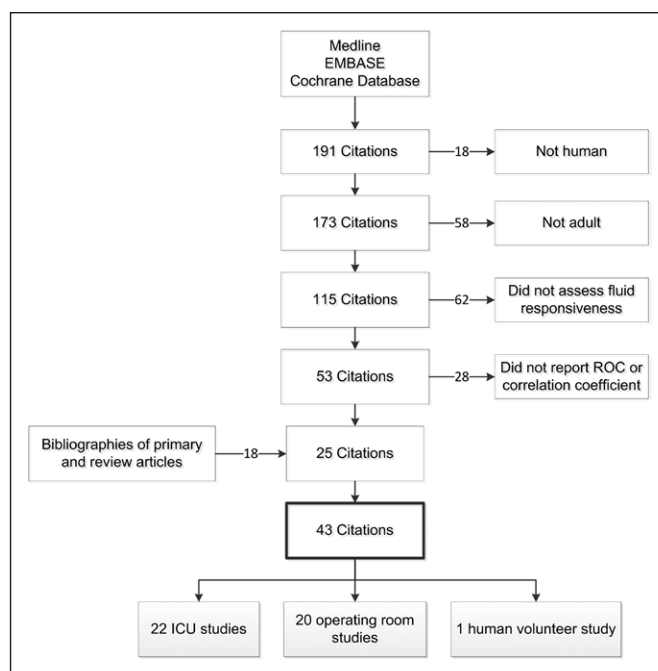 Medline
EMBASE
Cochrane Database
191 Citations
18
Not human
173 Citations
58
Not adult
115 Citations
62
Did not assess fluid
responsiveness
53 Citations
28
Did not report ROC or
correlation coefficient
Bibliographies of primary
and review articles
18
25 Citations
43 Citations
22 ICU studies
20 operating room
studies
1 human volunteer study